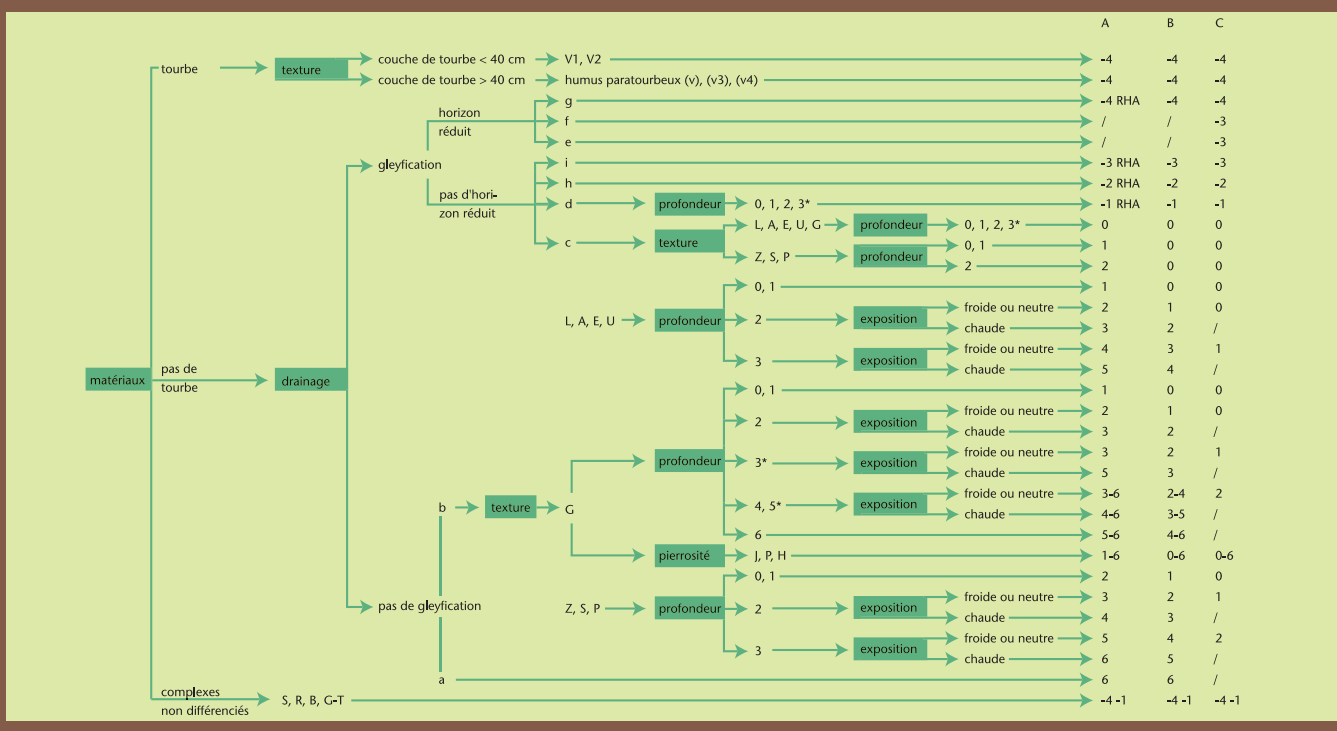 A B C
tourbe texture couche de tourbe < 40 cm V1, V2 -4 -4 -4
couche de tourbe > 40 cm humus paratourbeux (v), (v3), (v4) -4 -4 -4
g -4 RHA -4 -4
horizon
réduit
f / / -3
e / / -3
gleyfication
i -3 RHA -3 -3
h -2 RHA -2 -2
pas d'hori-
zon réduit
d profondeur 0, 1, 2, 3* -1 RHA -1 -1
c texture L, A, E, U, G profondeur 0, 1, 2, 3* 0 0 0
Z, S, P profondeur 0, 1 1 0 0
2 2 0 0
0, 1 1 0 0
L, A, E, U profondeur 2 exposition froide ou neutre 2 1 0
chaude 3 2 /
3 exposition froide ou neutre 4 3 1
chaude 5 4 /
matériaux pas de
tourbe
drainage
0, 1 1 0 0
2 exposition froide ou neutre 2 1 0
chaude 3 2 /
profondeur 3* exposition froide ou neutre 3 2 1
chaude 5 3 /
b texture G 4, 5* exposition froide ou neutre 3-6 2-4 2
chaude 4-6 3-5 /
6 5-6 4-6 /
pierrosité J, P, H 1-6 0-6 0-6
0, 1 2 1 0
pas de gleyfication Z, S, P profondeur 2 exposition froide ou neutre 3 2 1
chaude 4 3 /
3 exposition froide ou neutre 5 4 2
chaude 6 5 /
a 6 6 /
complexes
non différenciés
S, R, B, G-T -4 -1 -4 -1 -4 -1